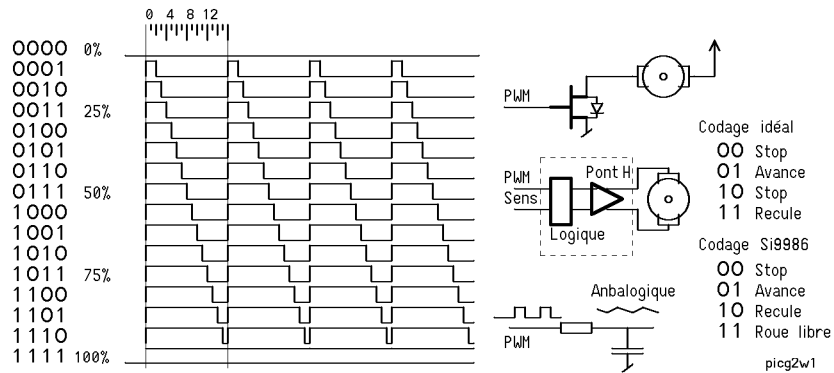 0 4 8 12
0000 0%
0001
0010
0011 25%
0100
0101
0110
0111 50%
1000
1001
1010
1011 75%
1100
1101
1110
1111 100%
PWM
PWM
Sens
Pont H
Logique
Anbalogique
PWM
Codage idéal
00 Stop
01 Avance
10 Stop
11 Recule
Codage Si9986
00 Stop
01 Avance
10 Recule
11 Roue libre
picg2w1